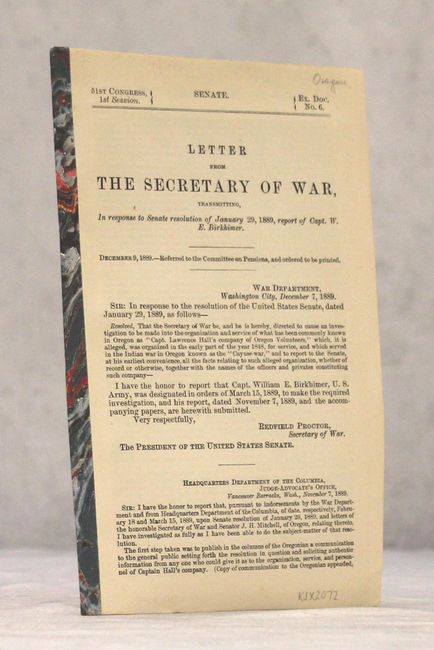 Oregon
51ST CONGRESS, } SENATE. { Ex. Doc.
1st Session. } { No. 6.
LETTER
FROM
THE SECRETARY OF WAR,
TRANSMITTING,
In response to Senate resolution of January 29, 1889, report of Capt. W.
E. Birkhimer.
DECEMBER 9, 1889.—Referred to the Committee on Pensions, and ordered to be printed.
WAR DEPARTMENT,
Washington City, December 7, 1889.
SIR: In response to the resolution of the United States Senate, dated
January 29, 1889, as follows—
Resolved, That the Secretary of War be, and he is hereby, directed to cause an inves-
tigation to be made into the organization and service of what has been commonly known
in Oregon as "Capt. Lawrence Hall's company of Oregon Volunteers," which, it is
alleged, was organized in the early part of the year 1848, for service, and which served
in the Indian war in Oregon known as the "Cayuse war," and to report to the Senate,
at his earliest convenience, all the facts relating to such alleged organization, whether of
record or otherwise, together with the names of the officers and privates constituting
such company—
I have the honor to report that Capt. William E. Birkhimer, U. S.
Army, was designated in orders of March 15, 1889, to make the required
investigation, and his report, dated November 7, 1889, and the accom-
panying papers, are herewith submitted.
Very respectfully,
REDFIELD PROCTOR,
Secretary of War.
The PRESIDENT OF THE UNITED STATES SENATE.
HEADQUARTERS DEPARTMENT OF THE COLUMBIA,
JUDGE-ADVOCATE'S OFFICE,
Vancouver Barracks, Wash., November 7, 1889.
SIR: I have the honor to report that, pursuant to indorsements by the War Depart-
ment and from Headquarters Department of the Columbia, of date, respectively, Febru-
ary 18 and March 15, 1889, upon Senate resolution of January 29, 1889, and letters of
the honorable Secretary of War and Senator J. H. Mitchell, of Oregon, relating thereto,
I have investigated as fully as I have been able to do the subject-matter of that reso-
lution.
The first step taken was to publish in the columns of the Oregonian a communication
to the general public setting forth the resolution in question and soliciting authentic
information from any one who could give it as to the organization, service, and person-
nel of Captain Hall's company. (Copy of communication to the Oregonian appended,
KJX2072